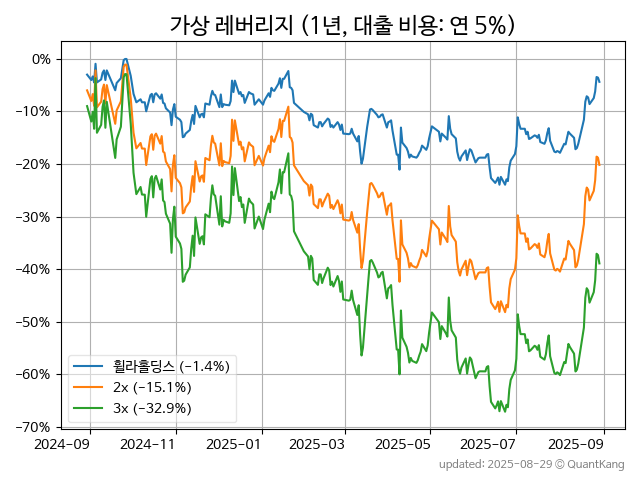 가상 레버리지 (1년, 대출 비용: 연 5%)
0%
-10%
-20%
-30%
-40%
-50%
-60%
-70%
휠라홀딩스 (-1.4%)
2x (-15.1%)
3x (-32.9%)
2024-09 2024-11 2025-01 2025-03 2025-05 2025-07 2025-09
updated: 2025-08-29 © QuantKang